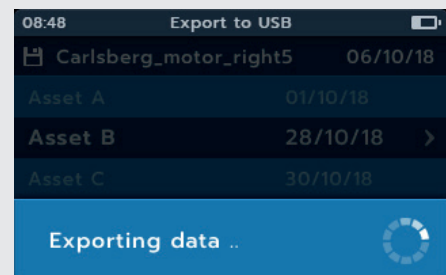 08:48 Export to USB
Carlsberg_motor_right5 06/10/18
Asset A 01/10/18
Asset B 28/10/18 >
Asset C 30/10/18
Exporting data ..